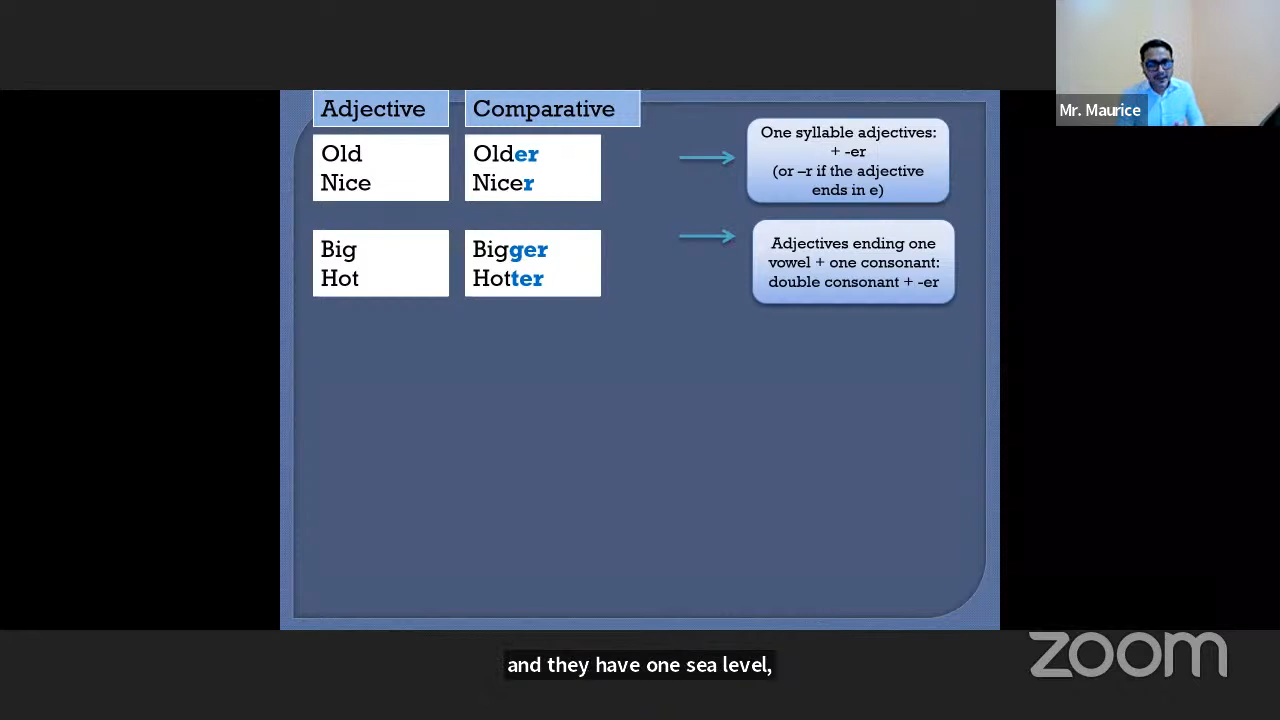 Mr. Maurice
Adjective
Comparative
Old
Nice
Older
Nicer
One syllable adjectives:
+ -er
(or –r if the adjective
ends in e)
Big
Hot
Bigger
Hotter
Adjectives ending one
vowel + one consonant:
double consonant + -er
and they have one sea level,
zoom